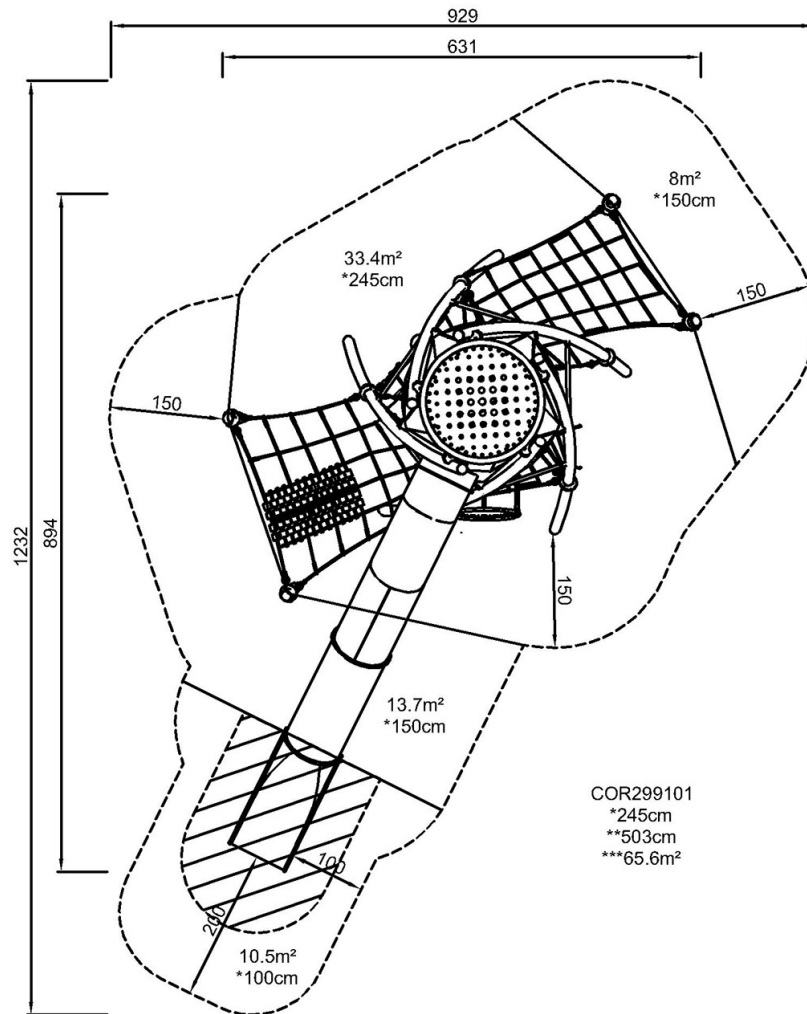 929
631
8m²
*150cm
33.4m²
*245cm
150
150
1232
894
150
13.7m²
*150cm
COR299101
*245cm
**503cm
***65.6m²
100
200
10.5m²
*100cm